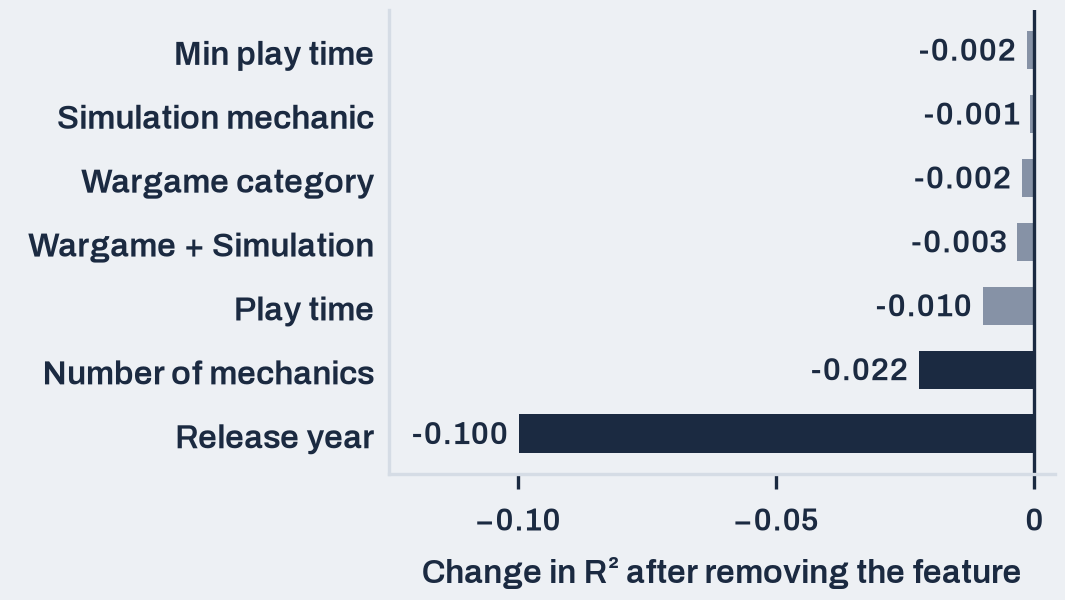 Min play time -0.002
Simulation mechanic -0.001
Wargame category -0.002
Wargame + Simulation -0.003
Play time -0.010
Number of mechanics -0.022
Release year -0.100
−0.10 −0.05 0
Change in R² after removing the feature